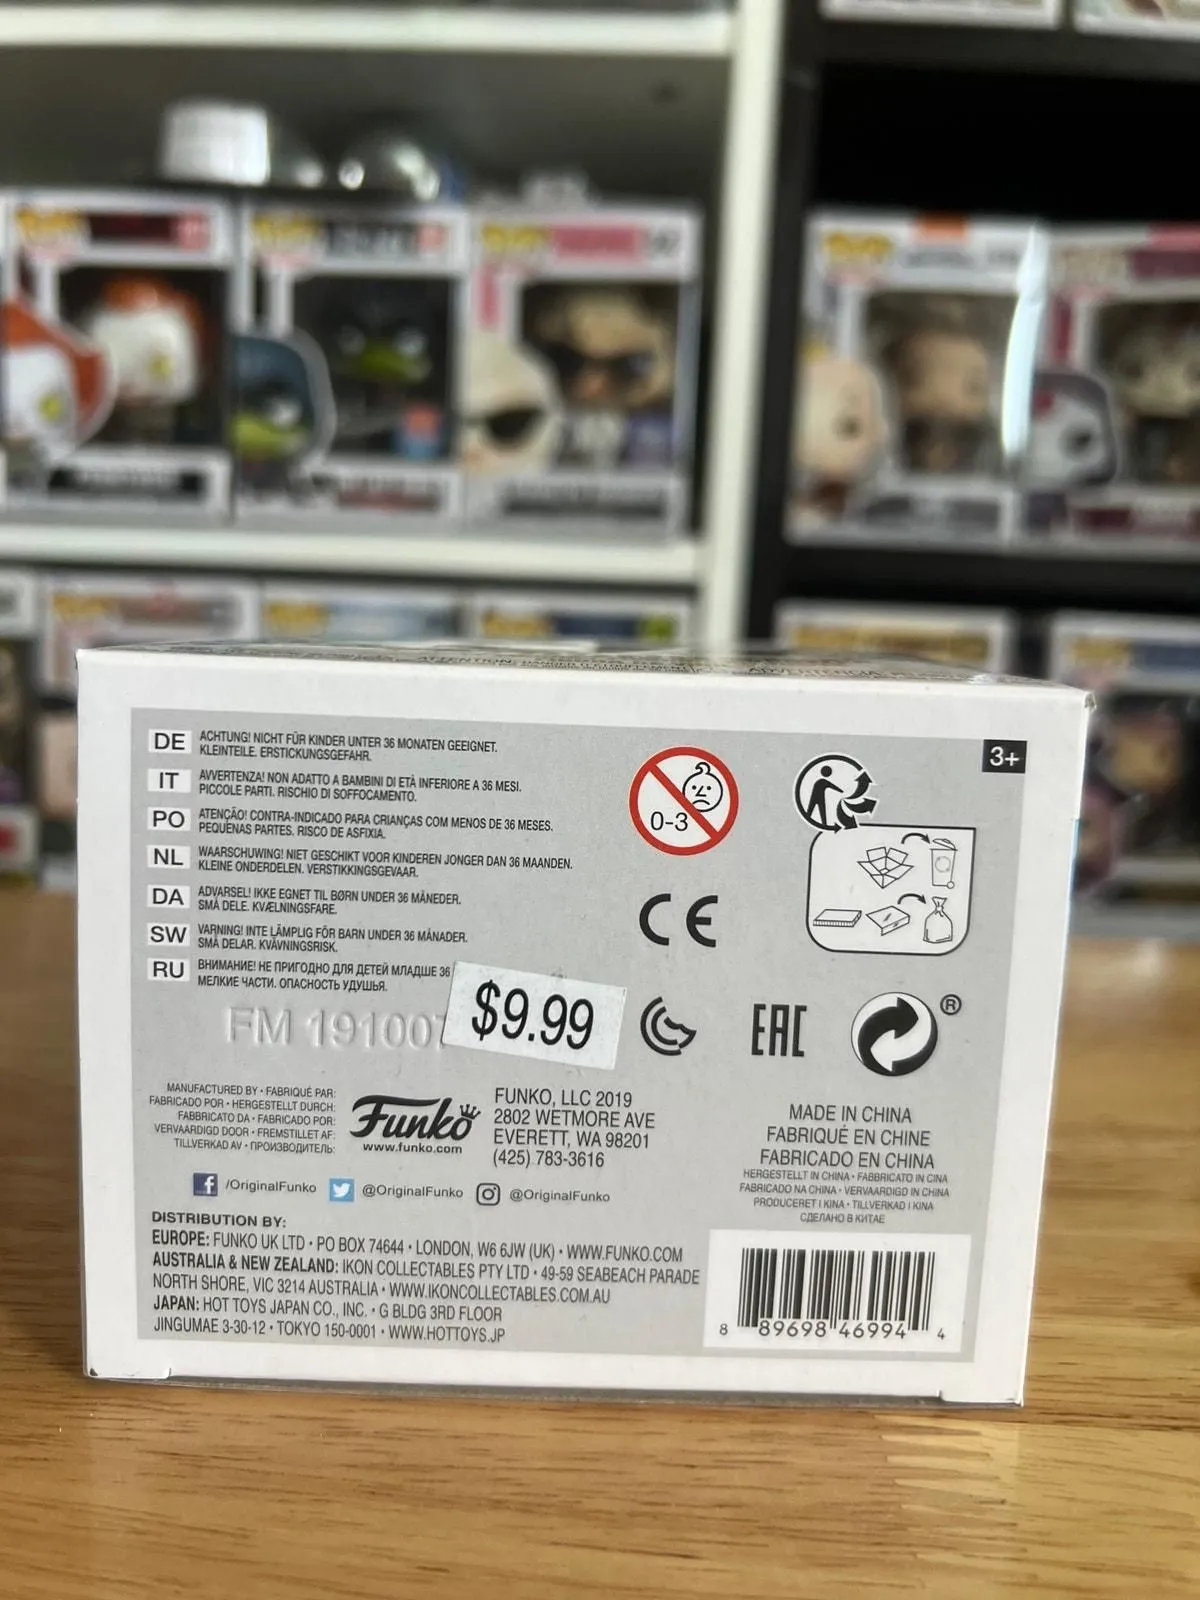 DE ACHTUNG! NICHT FÜR KINDER UNTER 36 MONATEN GEEIGNET.
KLEINTEILE. ERSTICKUNGSGEFAHR.
IT AVVERTENZA! NON ADATTO A BAMBINI DI ETÀ INFERIORE A 36 MESI.
PICCOLE PARTI. RISCHIO DI SOFFOCAMENTO.
PO ATENÇÃO! CONTRA-INDICADO PARA CRIANÇAS COM MENOS DE 36 MESES.
PEQUENAS PARTES. RISCO DE ASFIXIA.
NL WAARSCHUWING! NIET GESCHIKT VOOR KINDEREN JONGER DAN 36 MAANDEN.
KLEINE ONDERDELEN. VERSTIKKINGSGEVAAR.
DA ADVARSEL! IKKE EGNET TIL BØRN UNDER 36 MÅNEDER.
SMÅ DELE. KVÆLNINGSFARE.
SW VARNING! INTE LÄMPLIG FÖR BARN UNDER 36 MÅNADER.
SMÅ DELAR. KVÄVNINGSRISK.
RU ВНИМАНИЕ! НЕ ПРИГОДНО ДЛЯ ДЕТЕЙ МЛАДШЕ 36
МЕЛКИЕ ЧАСТИ. ОПАСНОСТЬ УДУШЬЯ.
0-3
3+
CE
FM 191007
$9.99
EAC
®
MANUFACTURED BY • FABRIQUÉ PAR:
FABRICADO POR • HERGESTELLT DURCH:
FABBRICATO DA • FABRICADO POR:
VERVAARDIGD DOOR • FREMSTILLET AF:
TILLVERKAD AV • ПРОИЗВОДИТЕЛЬ:
Funko
www.funko.com
FUNKO, LLC 2019
2802 WETMORE AVE
EVERETT, WA 98201
(425) 783-3616
MADE IN CHINA
FABRIQUÉ EN CHINE
FABRICADO EN CHINA
HERGESTELLT IN CHINA • FABBRICATO IN CINA
FABRICADO NA CHINA • VERVAARDIGD IN CHINA
PRODUCERET I KINA • TILLVERKAD I KINA
СДЕЛАНО В КИТАЕ
/OriginalFunko @OriginalFunko @OriginalFunko
DISTRIBUTION BY:
EUROPE: FUNKO UK LTD • PO BOX 74644 • LONDON, W6 6JW (UK) • WWW.FUNKO.COM
AUSTRALIA & NEW ZEALAND: IKON COLLECTABLES PTY LTD • 49-59 SEABEACH PARADE
NORTH SHORE, VIC 3214 AUSTRALIA • WWW.IKONCOLLECTABLES.COM.AU
JAPAN: HOT TOYS JAPAN CO., INC. • G BLDG 3RD FLOOR
JINGUMAE 3-30-12 • TOKYO 150-0001 • WWW.HOTTOYS.JP
8 89698 46994 4